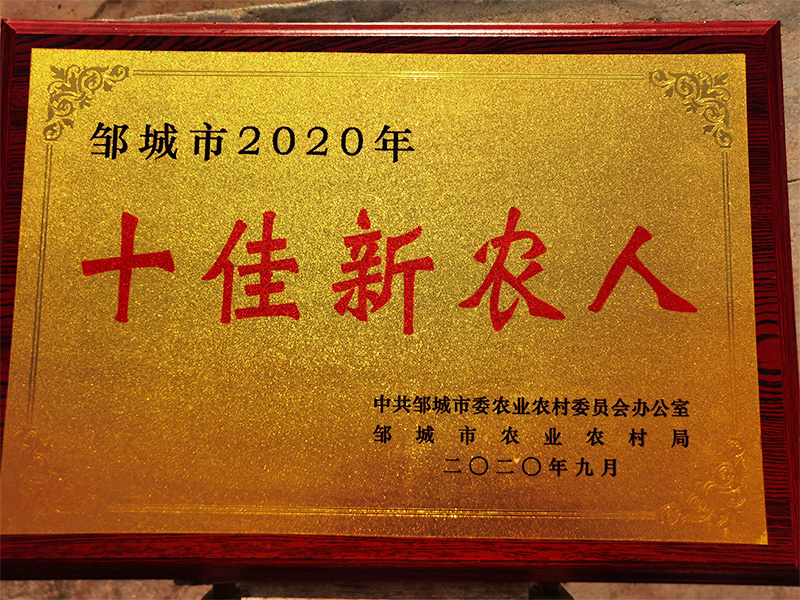 邹城市2020年
十佳新农人
中共邹城市委农业农村委员会办公室
邹城市农业农村局
二〇二〇年九月